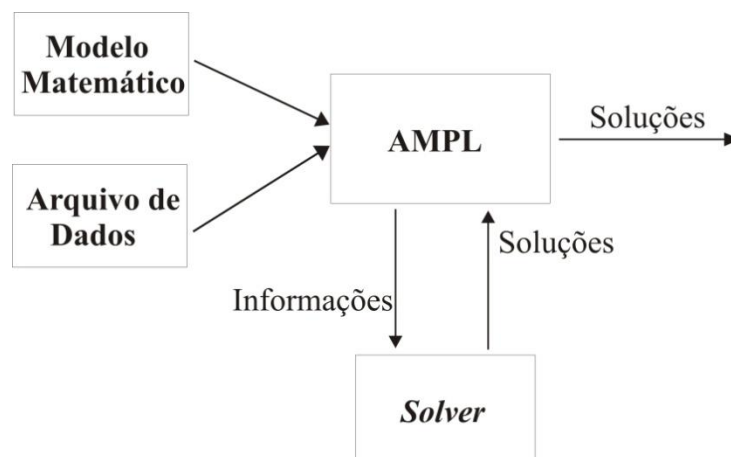 Modelo
Matemático
Arquivo de
Dados
AMPL
Soluções
Informações
Soluções
Solver